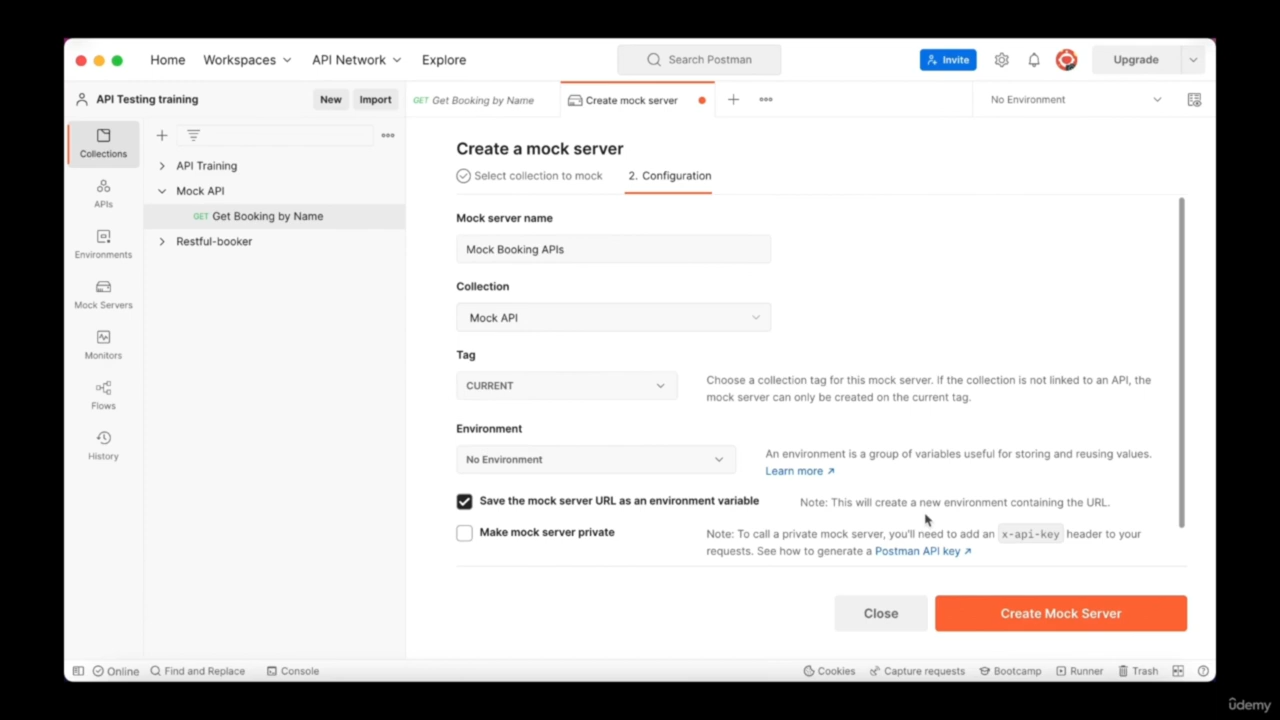 Home Workspaces API Network Explore Search Postman Invite Upgrade
API Testing training New Import GET Get Booking by Name Create mock server No Environment
Collections
APIs
Environments
Mock Servers
Monitors
Flows
History
API Training
Mock API
GET Get Booking by Name
Restful-booker
Create a mock server
Select collection to mock 2. Configuration
Mock server name
Mock Booking APIs
Collection
Mock API
Tag
CURRENT
Choose a collection tag for this mock server. If the collection is not linked to an API, the
mock server can only be created on the current tag.
Environment
No Environment
An environment is a group of variables useful for storing and reusing values.
Learn more ↗
Save the mock server URL as an environment variable
Note: This will create a new environment containing the URL.
Make mock server private
Note: To call a private mock server, you'll need to add an x-api-key header to your
requests. See how to generate a Postman API key ↗
Close Create Mock Server
Online Find and Replace Console Cookies Capture requests Bootcamp Runner Trash
ûdemy